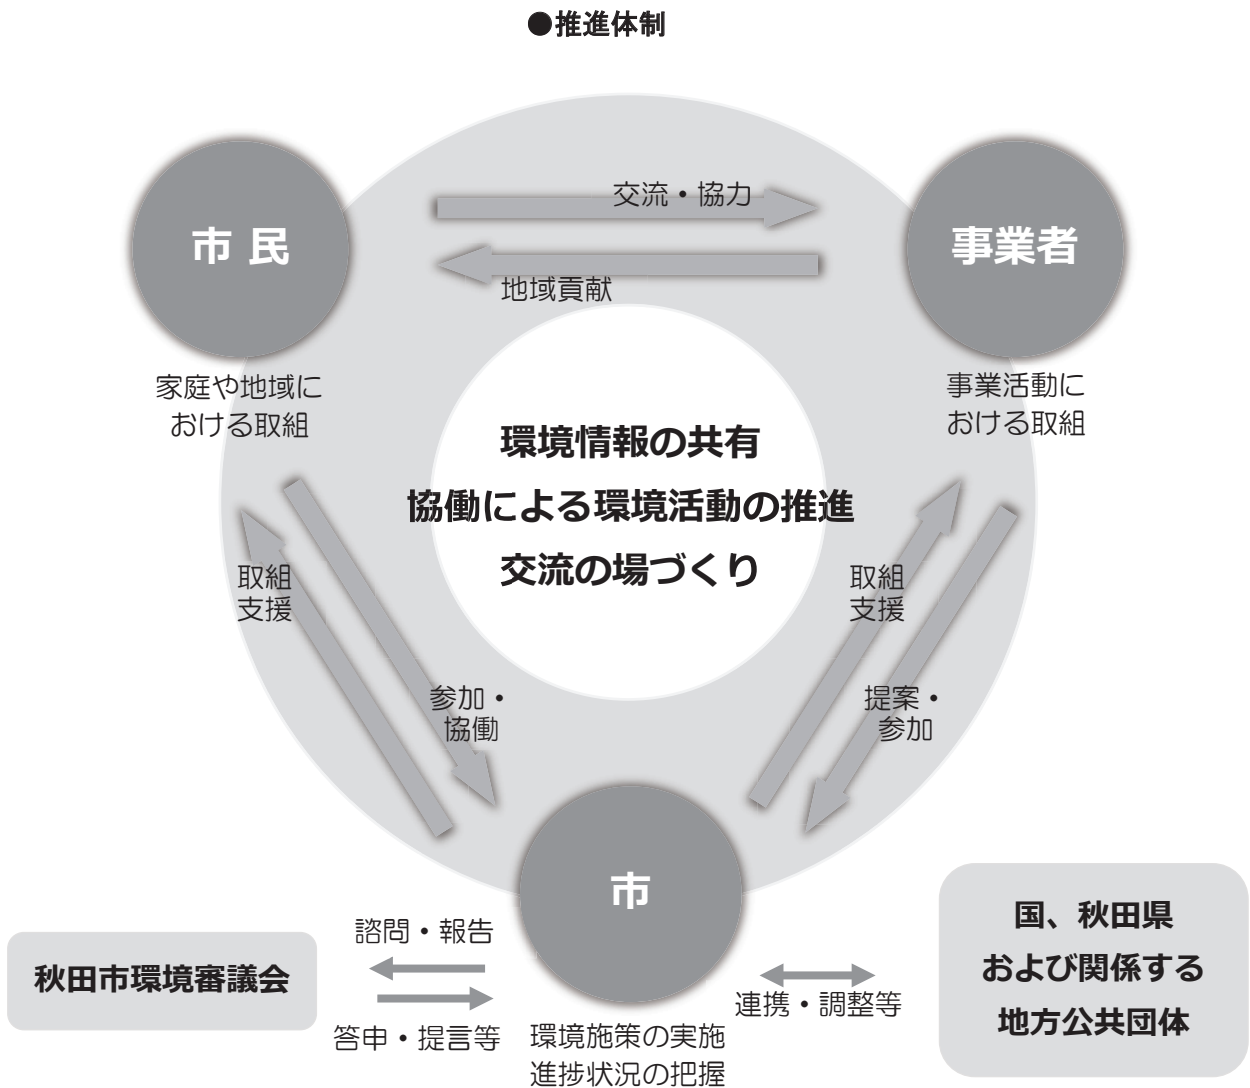 ●推進体制
交流・協力
市 民
事業者
地域貢献
家庭や地域に
おける取組
事業活動に
おける取組
環境情報の共有
協働による環境活動の推進
交流の場づくり
取組
支援
取組
支援
参加・
協働
提案・
参加
市
国、秋田県
および関係する
地方公共団体
諮問・報告
秋田市環境審議会
連携・調整等
答申・提言等
環境施策の実施
進捗状況の把握